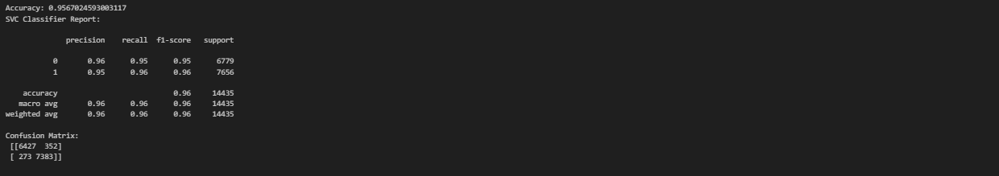 Accuracy: 0.9567024593003117
SVC Classifier Report:
precision recall f1-score support
0 0.96 0.95 0.95 6779
1 0.95 0.96 0.96 7656
accuracy 0.96 14435
macro avg 0.96 0.96 0.96 14435
weighted avg 0.96 0.96 0.96 14435
Confusion Matrix:
[[6427 352]
[ 273 7383]]